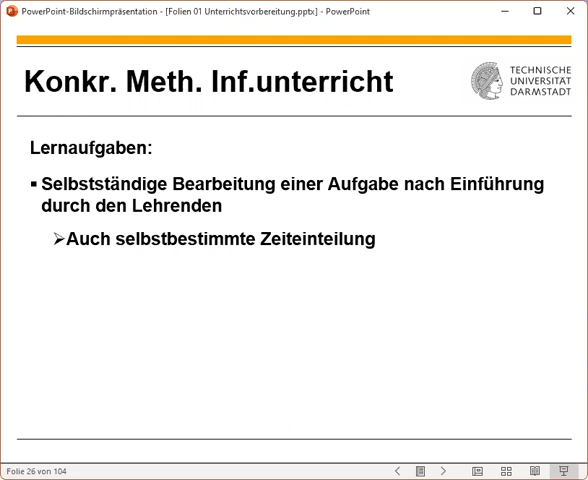 PowerPoint-Bildschirmpräsentation - [Folien 01 Unterrichtsvorbereitung.pptx] - PowerPoint
Konkr. Meth. Inf.unterricht
TECHNISCHE
UNIVERSITÄT
DARMSTADT
Lernaufgaben:
▪ Selbstständige Bearbeitung einer Aufgabe nach Einführung
durch den Lehrenden
➢Auch selbstbestimmte Zeiteinteilung
Folie 26 von 104